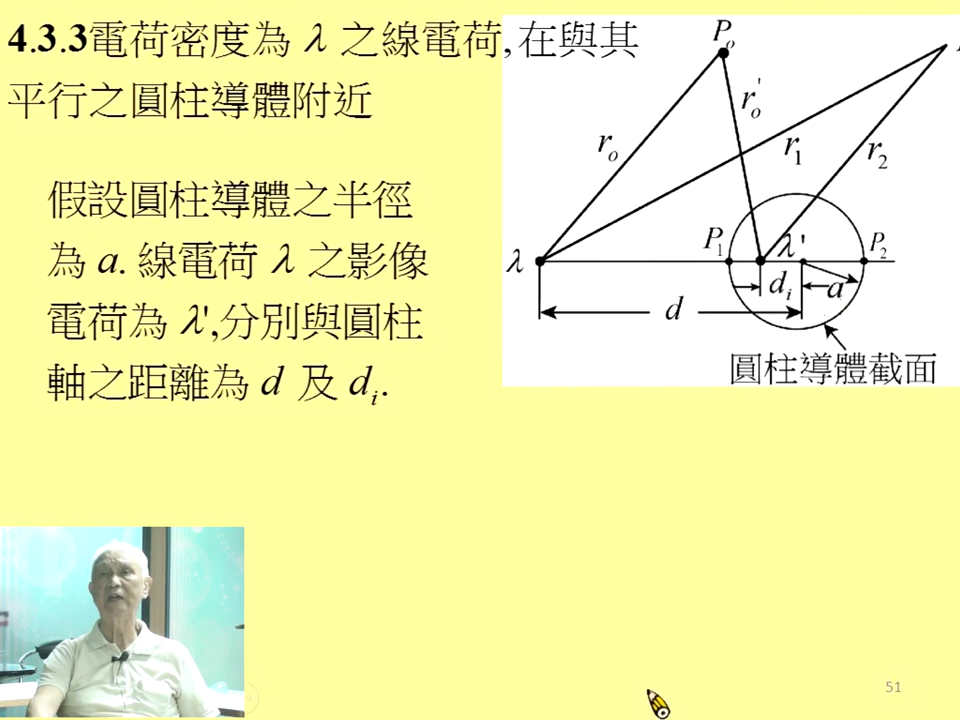 4.3.3電荷密度為 λ 之線電荷,在與其
平行之圓柱導體附近
假設圓柱導體之半徑
為 a. 線電荷 λ 之影像
電荷為 λ',分別與圓柱
軸之距離為 d 及 dᵢ.
Pₒ
rₒ
rₒ'
r₁
r₂
λ
P₁
λ'
P₂
dᵢ
a
d
圓柱導體截面
51